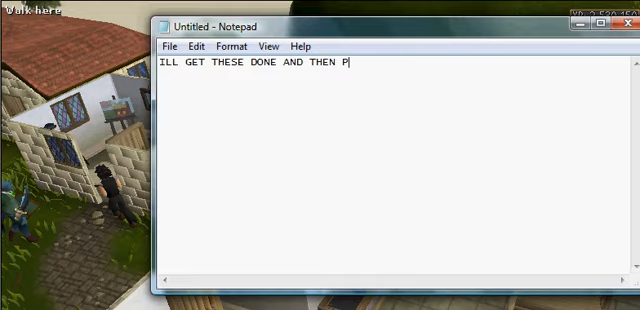 Walk here
Untitled - Notepad
File Edit Format View Help
ILL GET THESE DONE AND THEN P